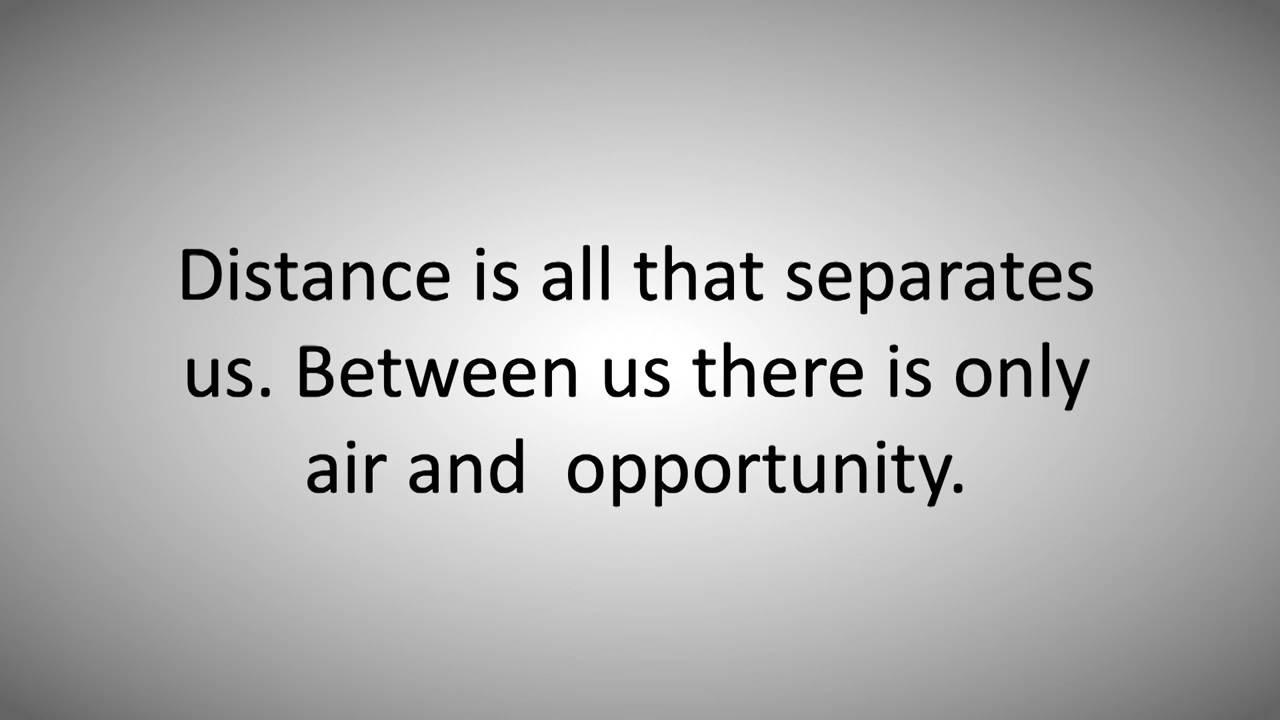 Distance is all that separates
us. Between us there is only
air and  opportunity.